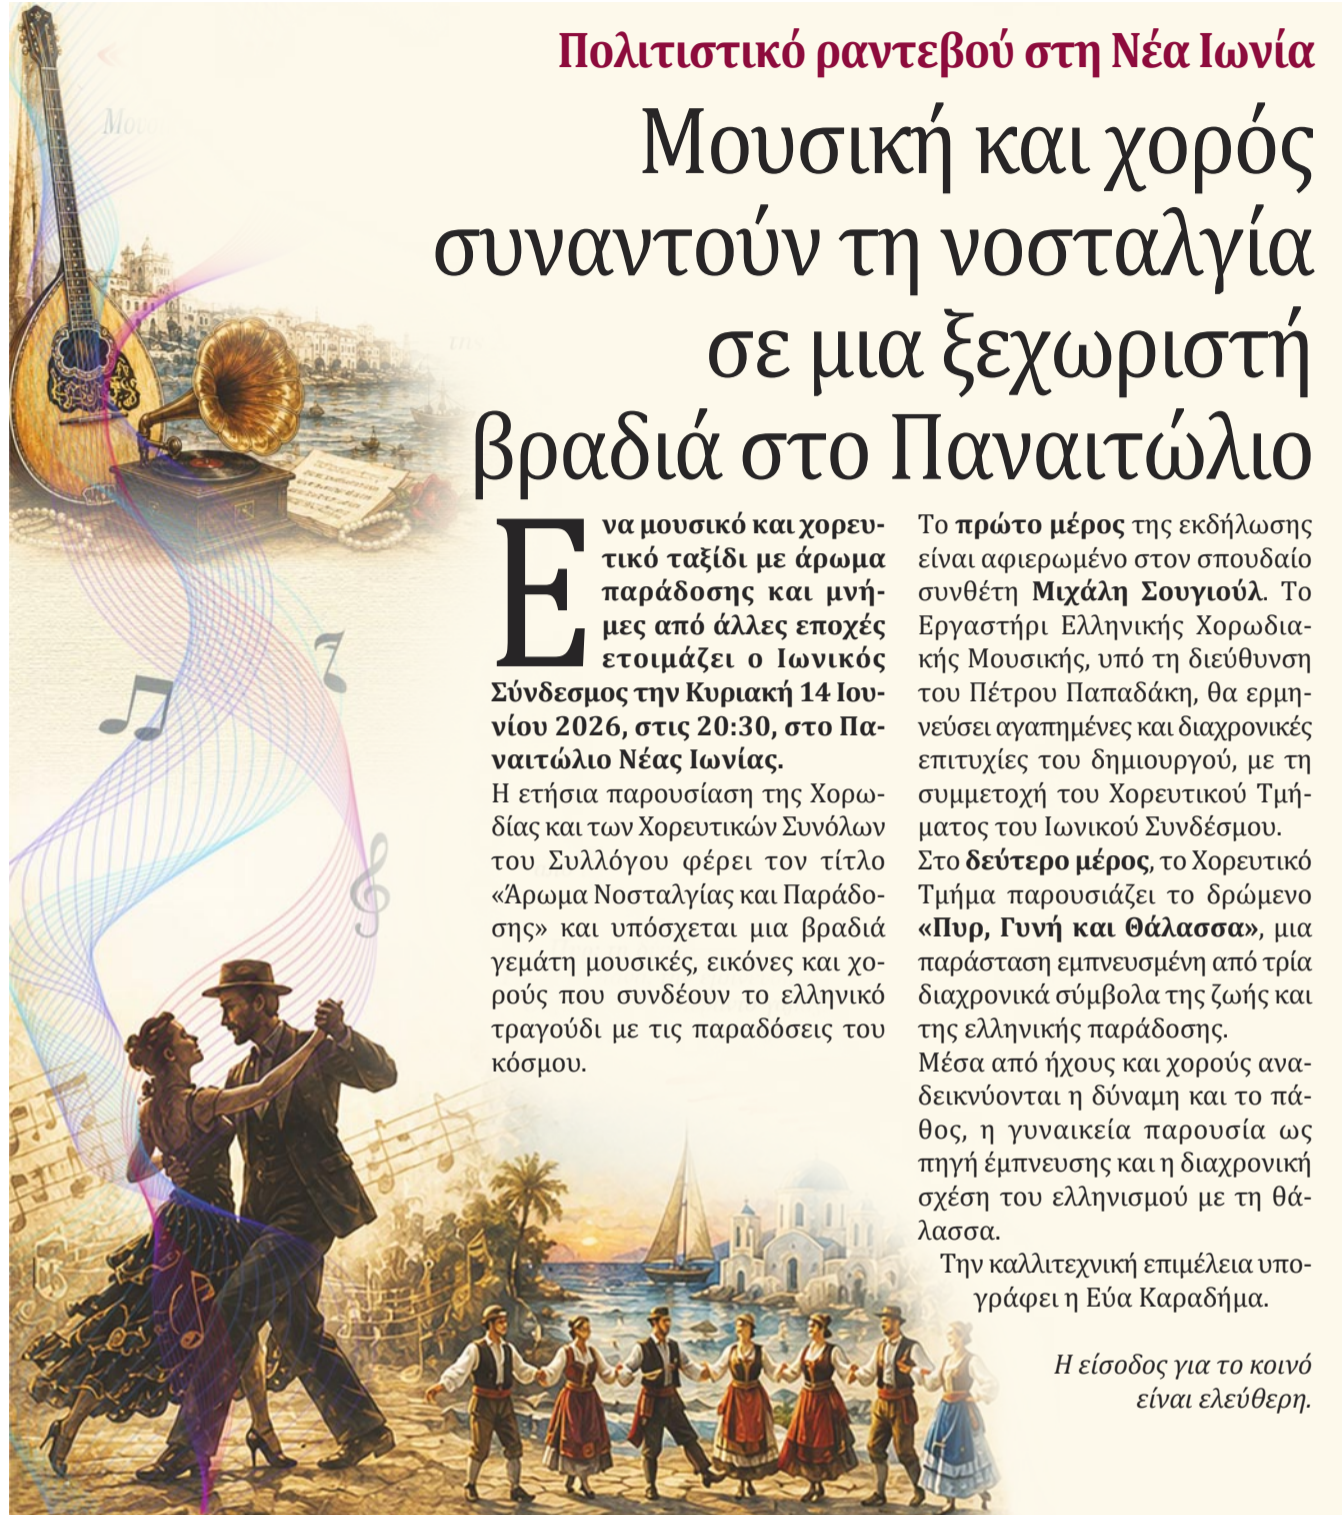 Πολιτιστικό ραντεβού στη Νέα Ιωνία
Μουσική και χορός
συναντούν τη νοσταλγία
σε μια ξεχωριστή
βραδιά στο Παναιτώλιο
Ενα μουσικό και χορευ-
τικό ταξίδι με άρωμα
παράδοσης και μνή-
μες από άλλες εποχές
ετοιμάζει ο Ιωνικός
Σύνδεσμος την Κυριακή 14 Ιου-
νίου 2026, στις 20:30, στο Πα-
ναιτώλιο Νέας Ιωνίας.
Η ετήσια παρουσίαση της Χορω-
δίας και των Χορευτικών Συνόλων
του Συλλόγου φέρει τον τίτλο
«Άρωμα Νοσταλγίας και Παράδο-
σης» και υπόσχεται μια βραδιά
γεμάτη μουσικές, εικόνες και χο-
ρούς που συνδέουν το ελληνικό
τραγούδι με τις παραδόσεις του
κόσμου.
Το πρώτο μέρος της εκδήλωσης
είναι αφιερωμένο στον σπουδαίο
συνθέτη Μιχάλη Σουγιούλ. Το
Εργαστήρι Ελληνικής Χορωδια-
κής Μουσικής, υπό τη διεύθυνση
του Πέτρου Παπαδάκη, θα ερμη-
νεύσει αγαπημένες και διαχρονικές
επιτυχίες του δημιουργού, με τη
συμμετοχή του Χορευτικού Τμή-
ματος του Ιωνικού Συνδέσμου.
Στο δεύτερο μέρος, το Χορευτικό
Τμήμα παρουσιάζει το δρώμενο
«Πυρ, Γυνή και Θάλασσα», μια
παράσταση εμπνευσμένη από τρία
διαχρονικά σύμβολα της ζωής και
της ελληνικής παράδοσης.
Μέσα από ήχους και χορούς ανα-
δεικνύονται η δύναμη και το πά-
θος, η γυναικεία παρουσία ως
πηγή έμπνευσης και η διαχρονική
σχέση του ελληνισμού με τη θά-
λασσα.
Την καλλιτεχνική επιμέλεια υπο-
γράφει η Εύα Καραδήμα.
Η είσοδος για το κοινό
είναι ελεύθερη.